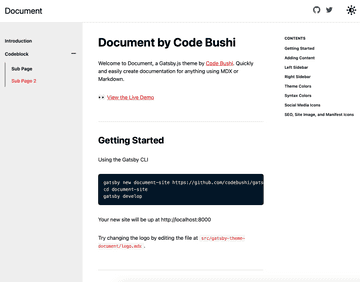 Document
Introduction
Codeblock
Sub Page
Sub Page 2
Document by Code Bushi
Welcome to Document, a Gatsby.js theme by Code Bushi. Quickly
and easily create documentation for anything using MDX or
Markdown.
👀 View the Live Demo
Getting Started
Using the Gatsby CLI
gatsby new document-site https://github.com/codebushi/gats
cd document-site
gatsby develop
Your new site will be up at http://localhost:8000
Try changing the logo by editing the file at src/gatsby-theme-
document/logo.mdx .
CONTENTS
Getting Started
Adding Content
Left Sidebar
Right Sidebar
Theme Colors
Syntax Colors
Social Media Icons
SEO, Site Image, and Manifest Icons